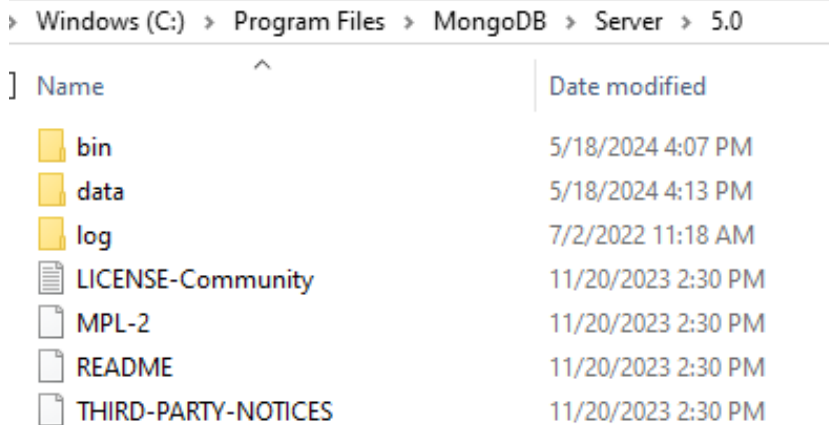 Windows (C:) > Program Files > MongoDB > Server > 5.0
Name Date modified
bin 5/18/2024 4:07 PM
data 5/18/2024 4:13 PM
log 7/2/2022 11:18 AM
LICENSE-Community 11/20/2023 2:30 PM
MPL-2 11/20/2023 2:30 PM
README 11/20/2023 2:30 PM
THIRD-PARTY-NOTICES 11/20/2023 2:30 PM